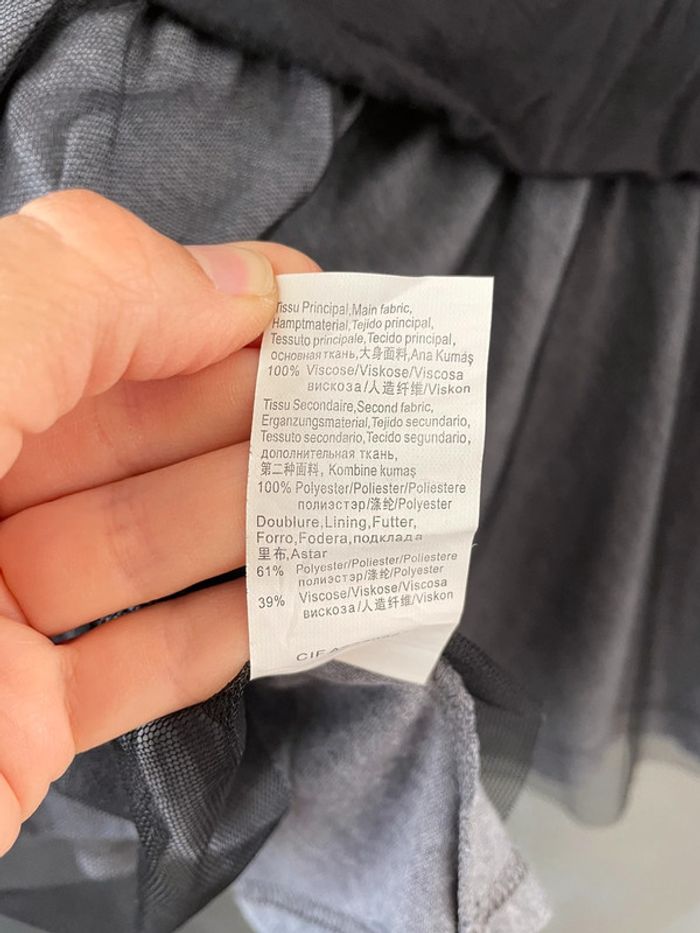 Tissu Principal,Main fabric,
Hamptmaterial,Tejido principal,
Tessuto principale,Tecido principal,
основная ткань,大身面料,Ana Kumaş
100% Viscose/Viskose/Viscosa
вискоза/人造纤维/Viskon
Tissu Secondaire,Second fabric,
Erganzungsmaterial,Tejido secundario,
Tessuto secondario,Tecido segundario,
дополнительная ткань,
第二种面料, Kombine kumaş
100% Polyester/Poliester/Poliestere
полиэстэр/涤纶/Polyester
Doublure,Lining,Futter,
Forro,Fodera,подклада
里布,Astar
61% Polyester/Poliester/Poliestere
полиэстэр/涤纶/Polyester
39% Viscose/Viskose/Viscosa
вискоза/人造纤维/Viskon